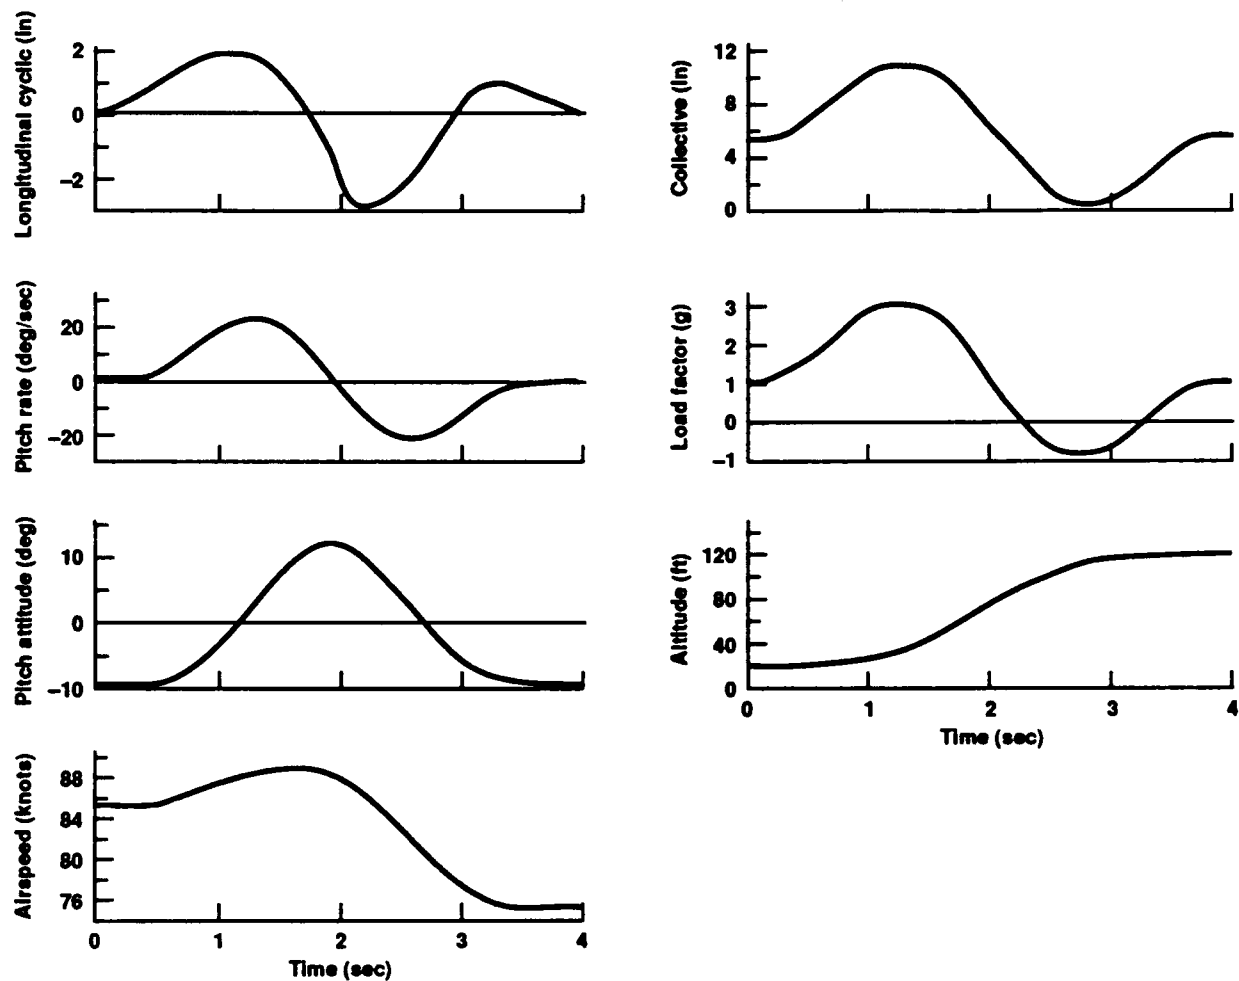 Longitudinal cyclic (in)
2
0
−2
Pitch rate (deg/sec)
20
0
−20
Pitch attitude (deg)
10
0
−10
Airspeed (knots)
88
84
80
76
0 1 2 3 4
Time (sec)
Collective (in)
12
8
4
0
Load factor (g)
3
2
1
0
−1
Altitude (ft)
120
80
40
0
0 1 2 3 4
Time (sec)